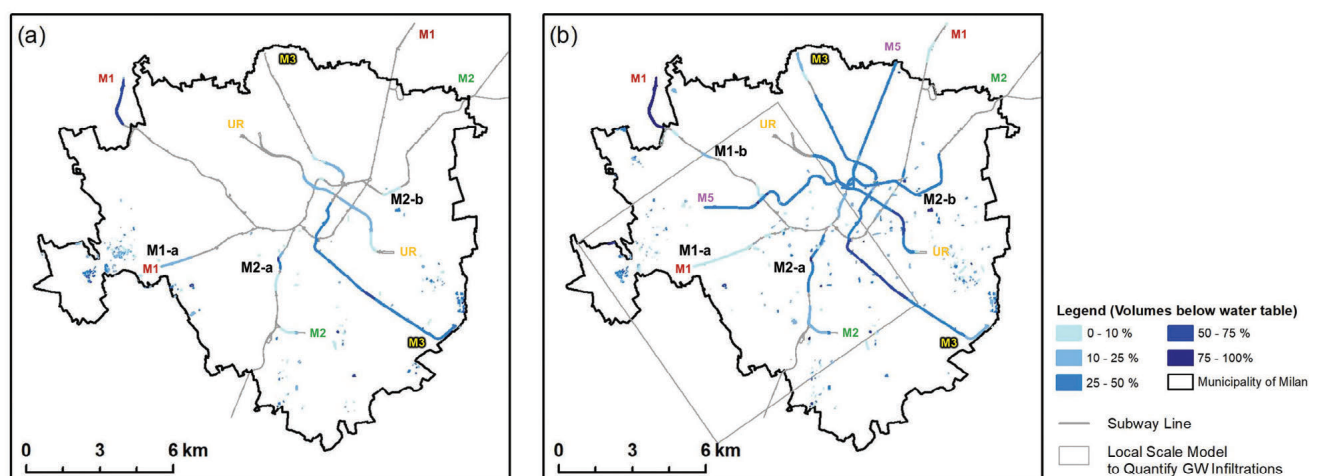 (a)
M1
M1
M3
M2
UR
M2-b
M1-a
M1
UR
M2-a
M2
M3
0 3 6 km
(b)
M5
M1
M1
M3
M2
UR
M1-b
M5
M2-b
M1-a
M1
UR
M2-a
M2
M3
0 3 6 km
Legend (Volumes below water table)
0 - 10 %
50 - 75 %
10 - 25 %
75 - 100%
25 - 50 %
Municipality of Milan
Subway Line
Local Scale Model
to Quantify GW Infiltrations